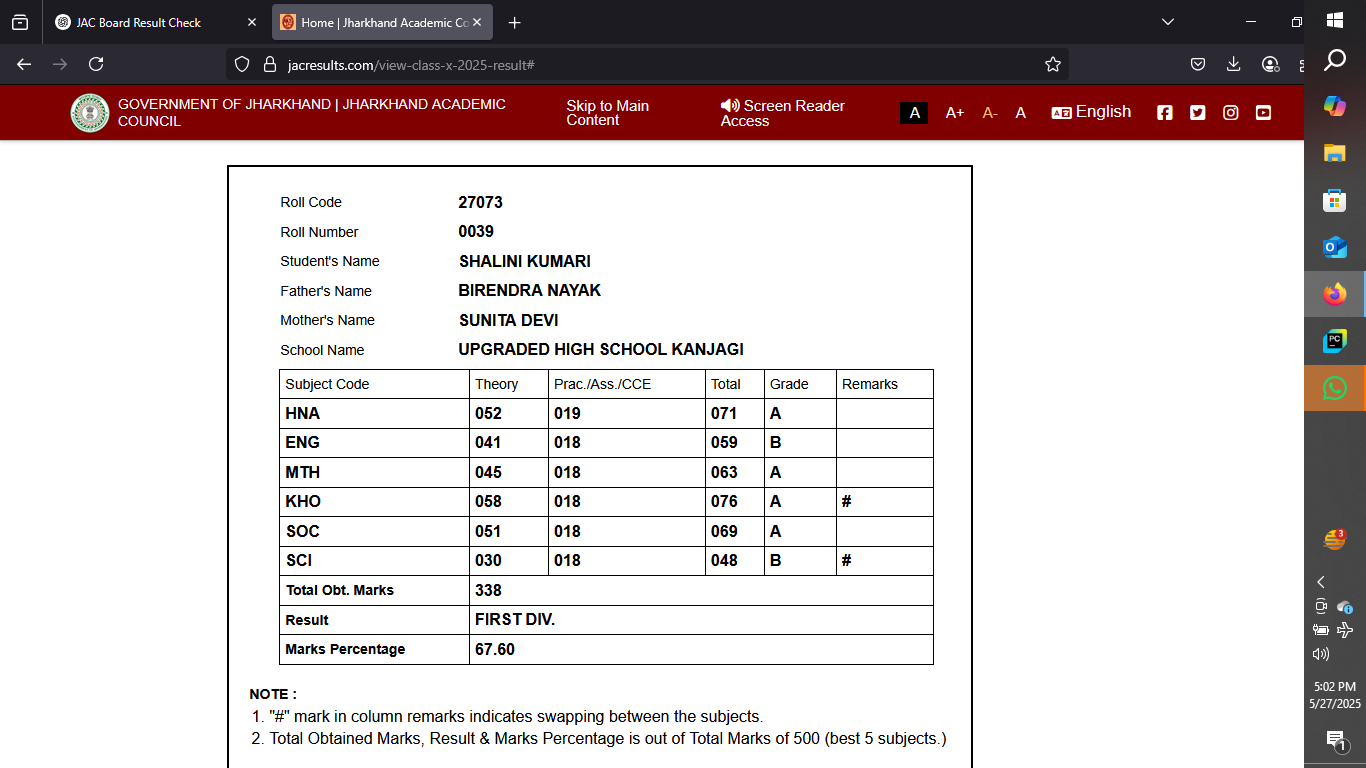 JAC Board Result Check
Home | Jharkhand Academic Co
jacresults.com/view-class-x-2025-result#
GOVERNMENT OF JHARKHAND | JHARKHAND ACADEMIC
COUNCIL
Skip to Main
Content
Screen Reader
Access
A A+ A- A
English
Roll Code 27073
Roll Number 0039
Student's Name SHALINI KUMARI
Father's Name BIRENDRA NAYAK
Mother's Name SUNITA DEVI
School Name UPGRADED HIGH SCHOOL KANJAGI
Subject Code Theory Prac./Ass./CCE Total Grade Remarks
HNA 052 019 071 A
ENG 041 018 059 B
MTH 045 018 063 A
KHO 058 018 076 A #
SOC 051 018 069 A
SCI 030 018 048 B #
Total Obt. Marks 338
Result FIRST DIV.
Marks Percentage 67.60
NOTE :
1. "#" mark in column remarks indicates swapping between the subjects.
2. Total Obtained Marks, Result & Marks Percentage is out of Total Marks of 500 (best 5 subjects.)
PC
3
5:02 PM
5/27/2025
1